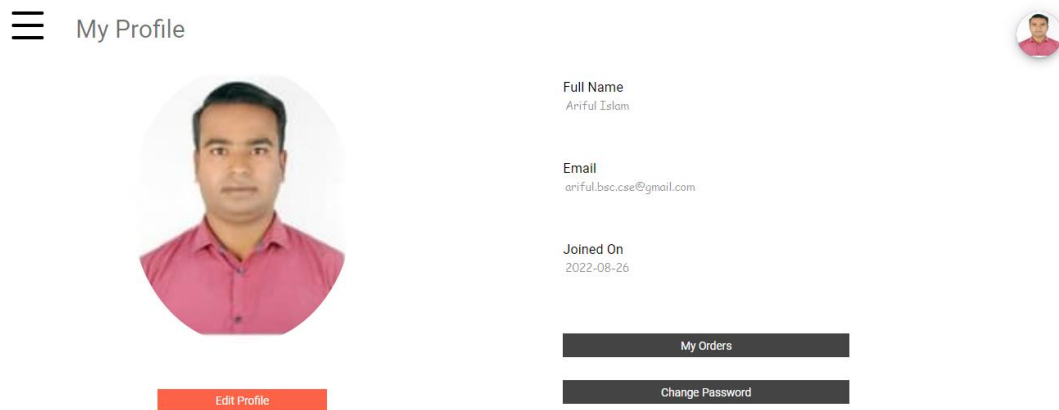 My Profile
Full Name
Ariful Islam
Email
ariful.bsc.cse@gmail.com
Joined On
2022-08-26
My Orders
Change Password
Edit Profile